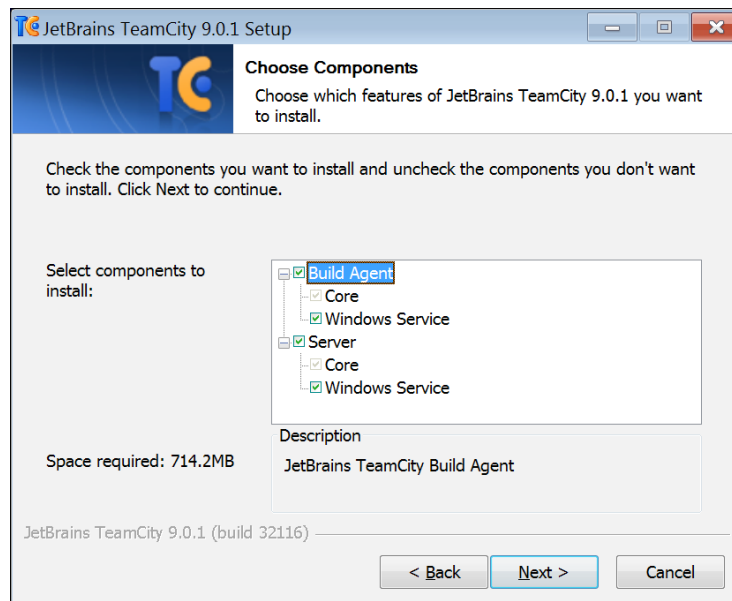 JetBrains TeamCity 9.0.1 Setup
TC
Choose Components
Choose which features of JetBrains TeamCity 9.0.1 you want
to install.
Check the components you want to install and uncheck the components you don't want
to install. Click Next to continue.
Select components to
install:
Build Agent
Core
Windows Service
Server
Core
Windows Service
Space required: 714.2MB
Description
JetBrains TeamCity Build Agent
JetBrains TeamCity 9.0.1 (build 32116)
< Back
Next >
Cancel